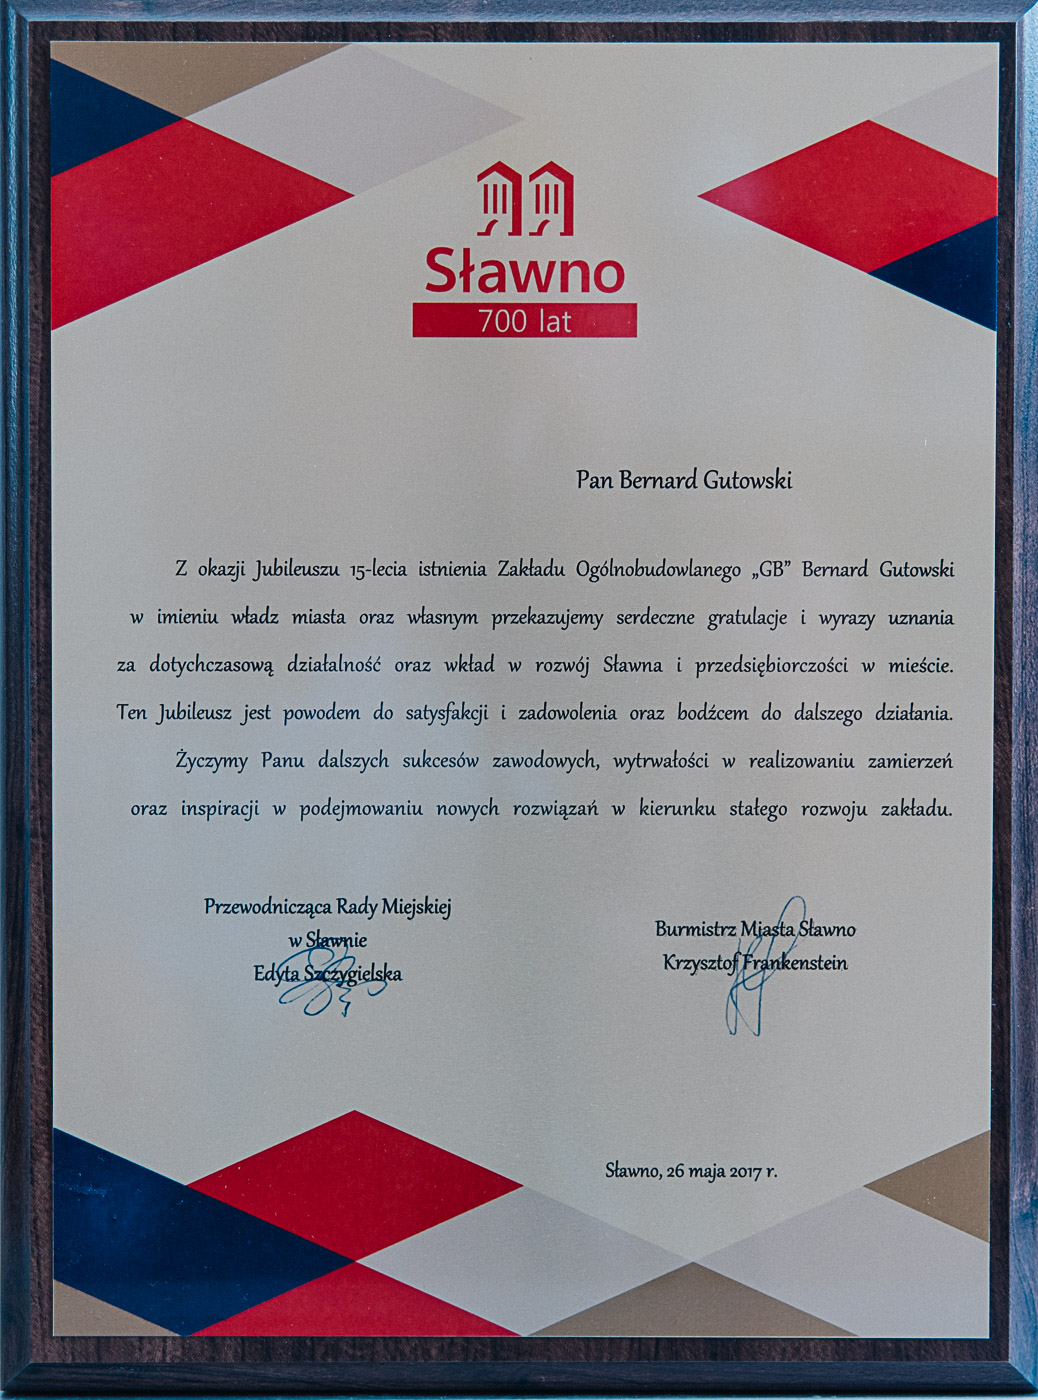 Sławno
700 lat
Pan Bernard Gutowski
Z okazji Jubileuszu 15-lecia istnienia Zakładu Ogólnobudowlanego „GB” Bernard Gutowski
w imieniu władz miasta oraz własnym przekazujemy serdeczne gratulacje i wyrazy uznania
za dotychczasową działalność oraz wkład w rozwój Sławna i przedsiębiorczości w mieście.
Ten Jubileusz jest powodem do satysfakcji i zadowolenia oraz bodźcem do dalszego działania.
Życzymy Panu dalszych sukcesów zawodowych, wytrwałości w realizowaniu zamierzeń
oraz inspiracji w podejmowaniu nowych rozwiązań w kierunku stałego rozwoju zakładu.
Przewodnicząca Rady Miejskiej
w Sławnie
Edyta Szczygielska
Burmistrz Miasta Sławno
Krzysztof Frankenstein
Sławno, 26 maja 2017 r.